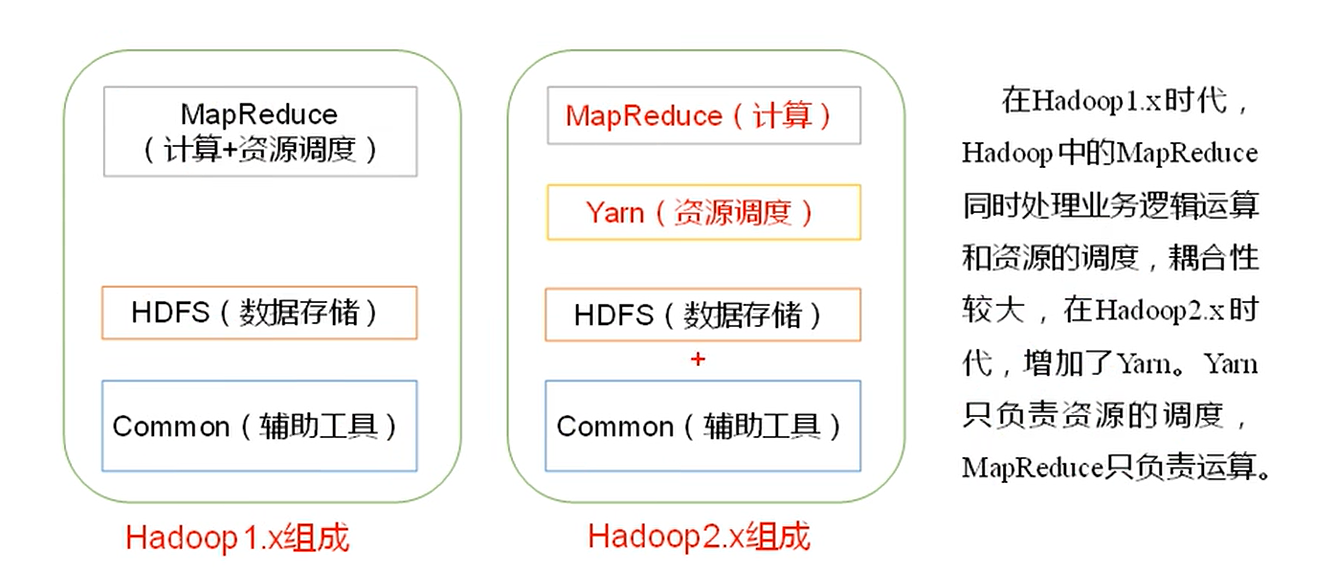 MapReduce
（计算+资源调度）
HDFS（数据存储）
Common（辅助工具）
Hadoop1.x组成
MapReduce（计算）
Yarn（资源调度）
HDFS（数据存储）
+
Common（辅助工具）
Hadoop2.x组成
在Hadoop1.x时代，
Hadoop中的MapReduce
同时处理业务逻辑运算
和资源的调度，耦合性
较大，在Hadoop2.x时
代，增加了Yarn。Yarn
只负责资源的调度，
MapReduce只负责运算。